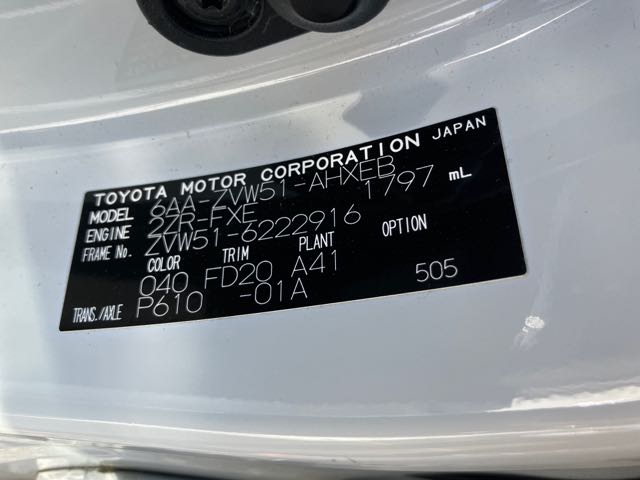 TOYOTA MOTOR CORPORATION JAPAN
MODEL 6AA-ZVW51-AHXEB
ENGINE 2ZR-FXE 1797 mL
FRAME No. ZVW51-6222916
COLOR TRIM PLANT OPTION
040 FD20 A41 505
TRANS./AXLE P610 -01A